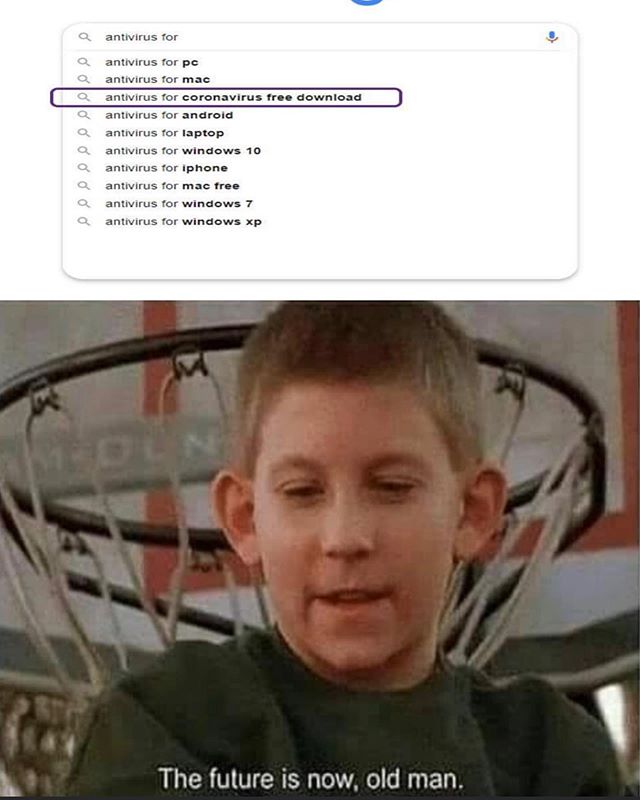 antivirus for
antivirus for pc
antivirus for mac
antivirus for coronavirus free download
antivirus for android
antivirus for laptop
antivirus for windows 10
antivirus for iphone
antivirus for mac free
antivirus for windows 7
antivirus for windows xp
The future is now, old man.